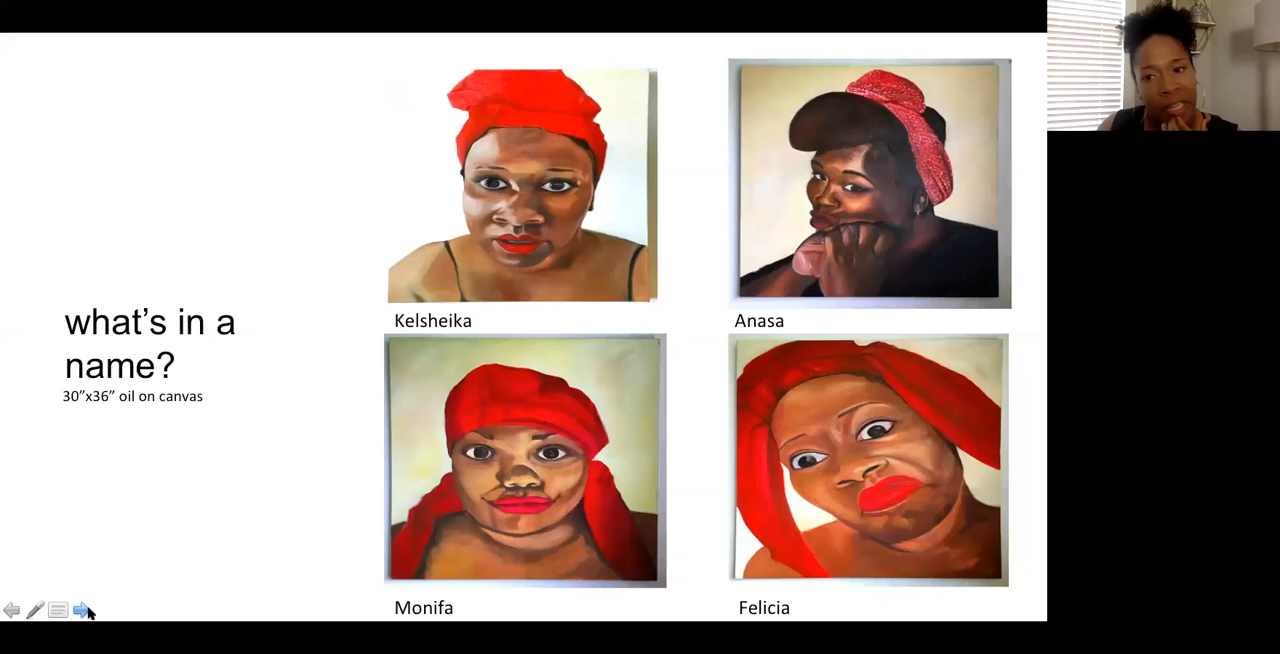 what’s in a
name?
30”x36” oil on canvas
Kelsheika
Anasa
Monifa
Felicia